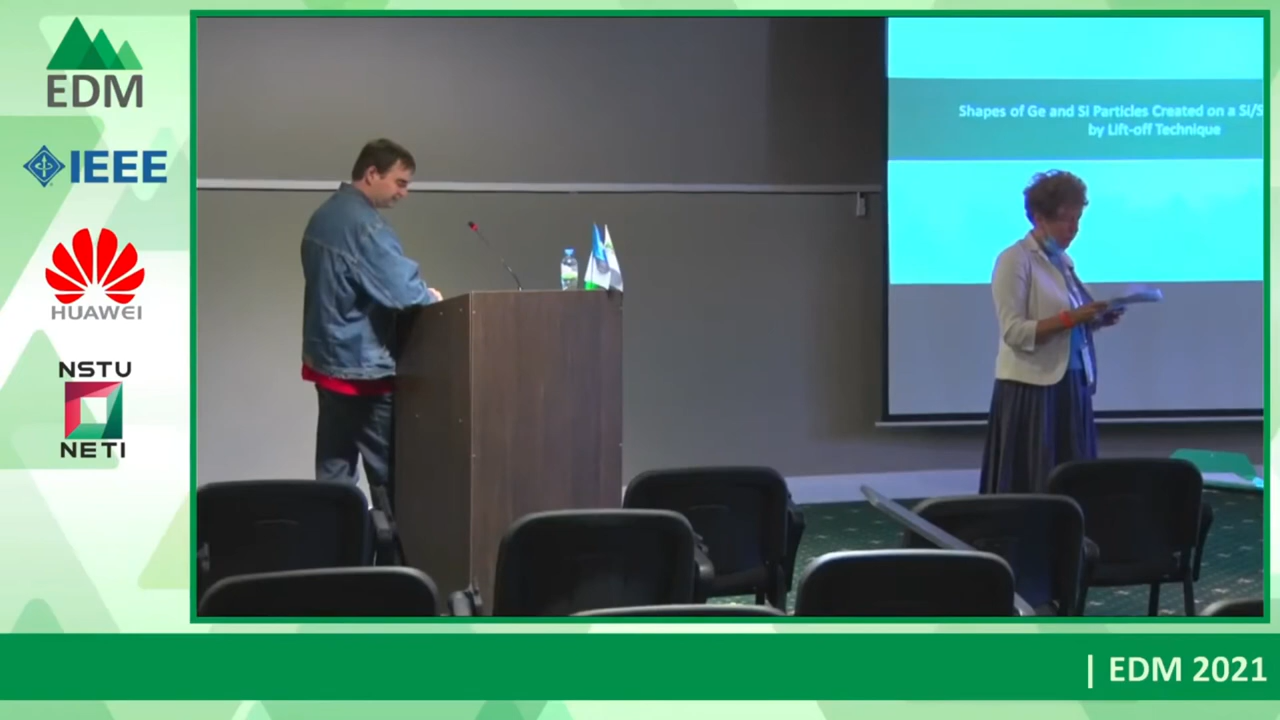 EDM
IEEE
HUAWEI
NSTU
NETI
Shapes of Ge and Si Particles Created on a
by Lift-off Technique
| EDM 2021